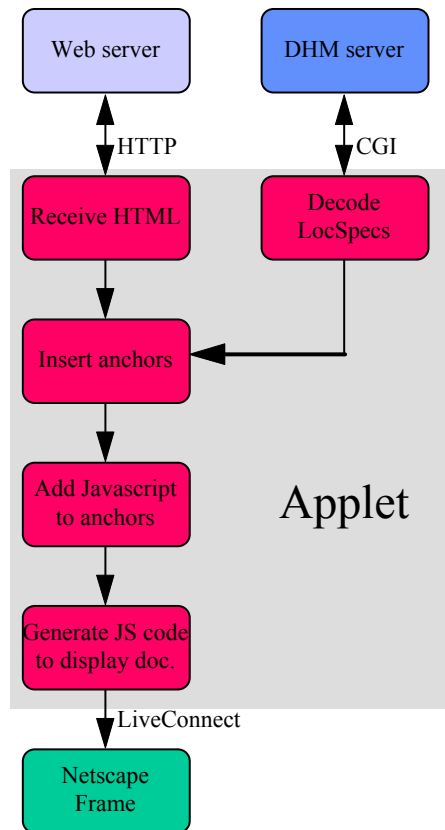 Web server
DHM server
HTTP
CGI
Receive HTML
Decode
LocSpecs
Insert anchors
Add Javascript
to anchors
Applet
Generate JS code
to display doc.
LiveConnect
Netscape
Frame